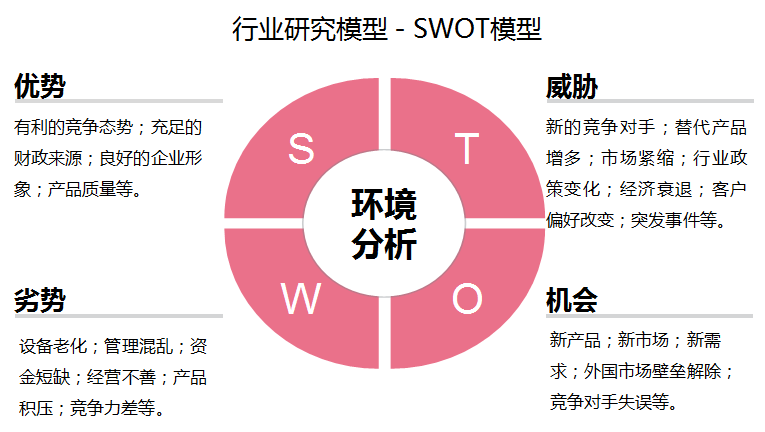 行业研究模型 - SWOT模型
优势
有利的竞争态势；充足的
财政来源；良好的企业形
象；产品质量等。
威胁
新的竞争对手；替代产品
增多；市场紧缩；行业政
策变化；经济衰退；客户
偏好改变；突发事件等。
S
T
环境
分析
W
O
劣势
设备老化；管理混乱；资
金短缺；经营不善；产品
积压；竞争力差等。
机会
新产品；新市场；新需
求；外国市场壁垒解除；
竞争对手失误等。